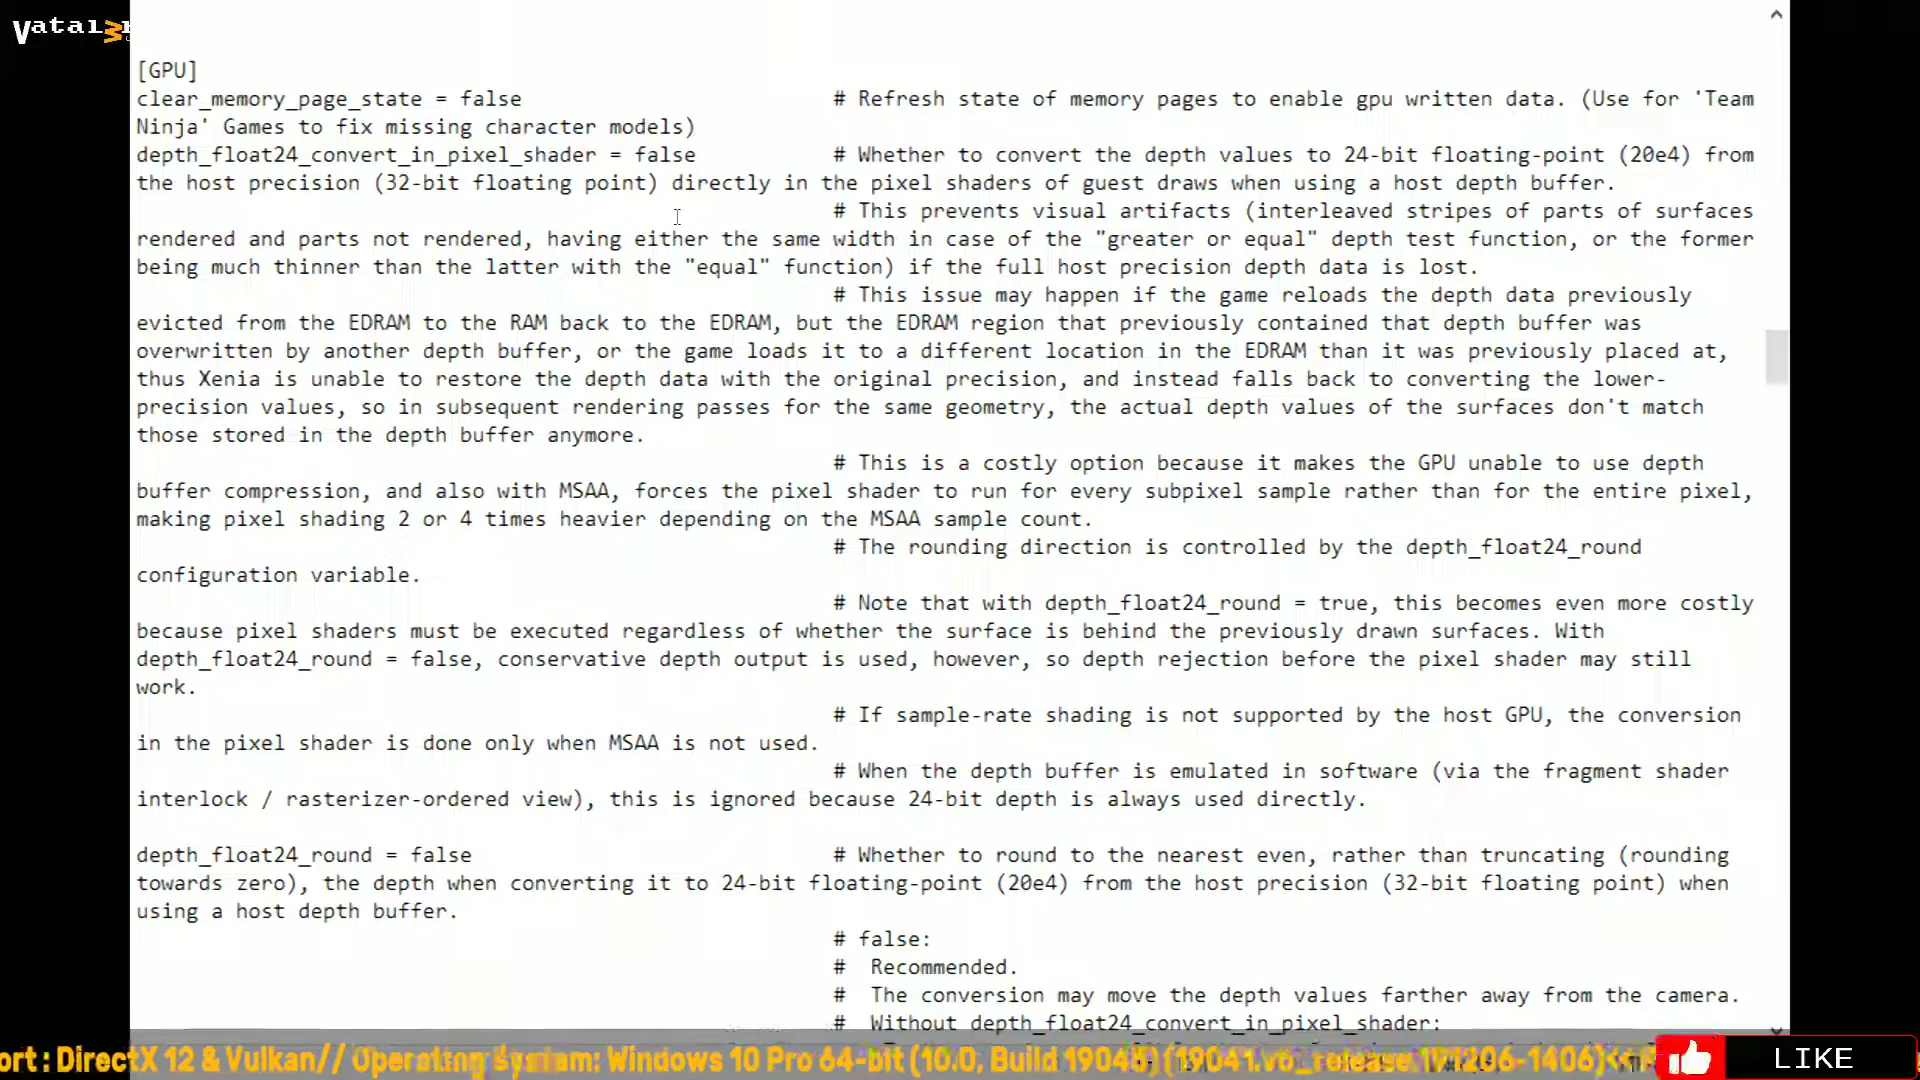 [GPU]
clear_memory_page_state = false # Refresh state of memory pages to enable gpu written data. (Use for 'Team
Ninja' Games to fix missing character models)
depth_float24_convert_in_pixel_shader = false # Whether to convert the depth values to 24-bit floating-point (20e4) from
the host precision (32-bit floating point) directly in the pixel shaders of guest draws when using a host depth buffer.
# This prevents visual artifacts (interleaved stripes of parts of surfaces
rendered and parts not rendered, having either the same width in case of the "greater or equal" depth test function, or the former
being much thinner than the latter with the "equal" function) if the full host precision depth data is lost.
# This issue may happen if the game reloads the depth data previously
evicted from the EDRAM to the RAM back to the EDRAM, but the EDRAM region that previously contained that depth buffer was
overwritten by another depth buffer, or the game loads it to a different location in the EDRAM than it was previously placed at,
thus Xenia is unable to restore the depth data with the original precision, and instead falls back to converting the lower-
precision values, so in subsequent rendering passes for the same geometry, the actual depth values of the surfaces don't match
those stored in the depth buffer anymore.
# This is a costly option because it makes the GPU unable to use depth
buffer compression, and also with MSAA, forces the pixel shader to run for every subpixel sample rather than for the entire pixel,
making pixel shading 2 or 4 times heavier depending on the MSAA sample count.
# The rounding direction is controlled by the depth_float24_round
configuration variable.
# Note that with depth_float24_round = true, this becomes even more costly
because pixel shaders must be executed regardless of whether the surface is behind the previously drawn surfaces. With
depth_float24_round = false, conservative depth output is used, however, so depth rejection before the pixel shader may still
work.
# If sample-rate shading is not supported by the host GPU, the conversion
in the pixel shader is done only when MSAA is not used.
# When the depth buffer is emulated in software (via the fragment shader
interlock / rasterizer-ordered view), this is ignored because 24-bit depth is always used directly.
depth_float24_round = false # Whether to round to the nearest even, rather than truncating (rounding
towards zero), the depth when converting it to 24-bit floating-point (20e4) from the host precision (32-bit floating point) when
using a host depth buffer.
# false:
# Recommended.
# The conversion may move the depth values farther away from the camera.
# Without depth_float24_convert_in_pixel_shader:
ort : DirectX 12 & Vulkan// Operating System: Windows 10 Pro 64-bit (10.0, Build
LIKE